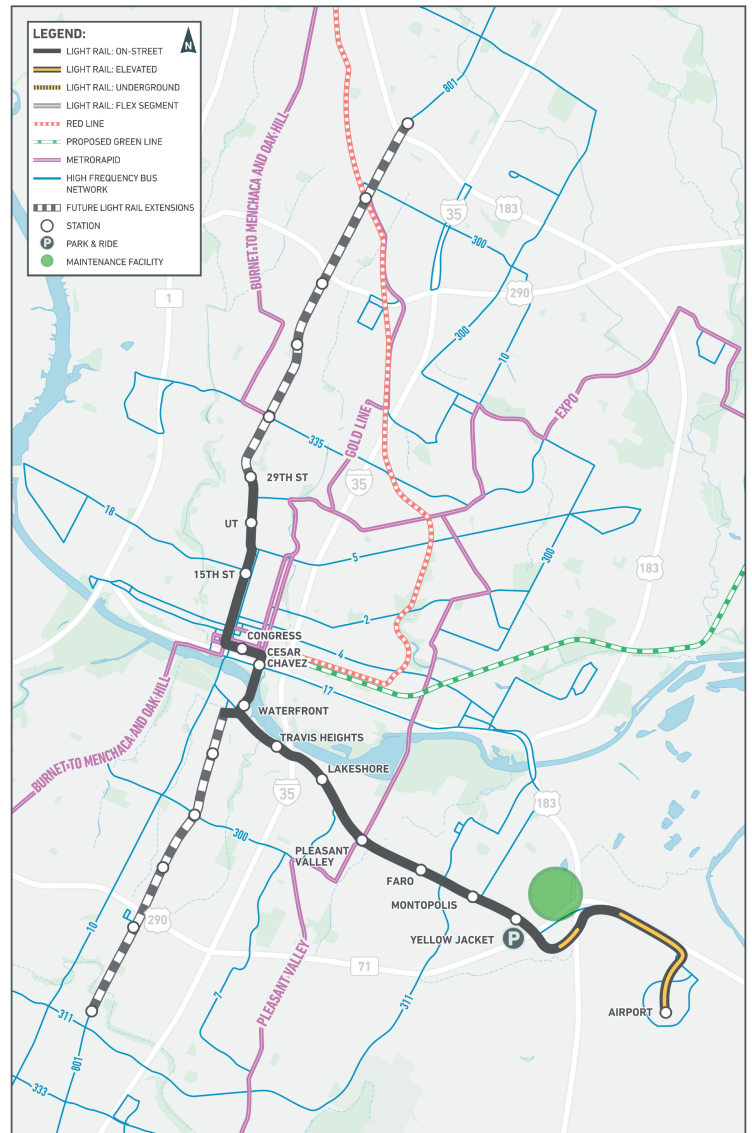 LEGEND:
N
LIGHT RAIL: ON-STREET
LIGHT RAIL: ELEVATED
LIGHT RAIL: UNDERGROUND
LIGHT RAIL: FLEX SEGMENT
RED LINE
PROPOSED GREEN LINE
METRORAPID
HIGH FREQUENCY BUS
NETWORK
FUTURE LIGHT RAIL EXTENSIONS
STATION
P
PARK & RIDE
MAINTENANCE FACILITY
801
BURNET:TO MENCHACA AND OAK:HILL
35
183
300
290
1
300
10
EXPO
GOLD LINE
335
29TH ST
35
18
UT
5
300
183
15TH ST
2
CONGRESS
4
CESAR
CHAVEZ
17
WATERFRONT
BURNET:TO MENCHACA AND OAK:HILL
TRAVIS HEIGHTS
LAKESHORE
35
183
300
PLEASANT
VALLEY
FARO
MONTOPOLIS
P
290
10
YELLOW JACKET
P
71
PLEASANT:VALLEY
7
311
AIRPORT
311
801
333